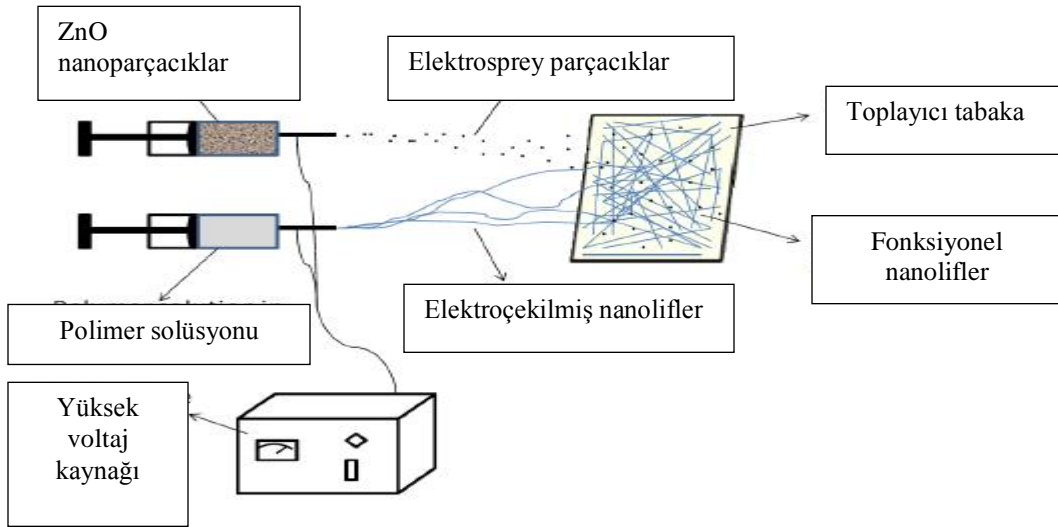 ZnO
nanoparçacıklar
Elektrosprey parçacıklar
Toplayıcı tabaka
Fonksiyonel
nanolifler
Elektroçekilmiş nanolifler
Polimer solüsyonu
Yüksek
voltaj
kaynağı